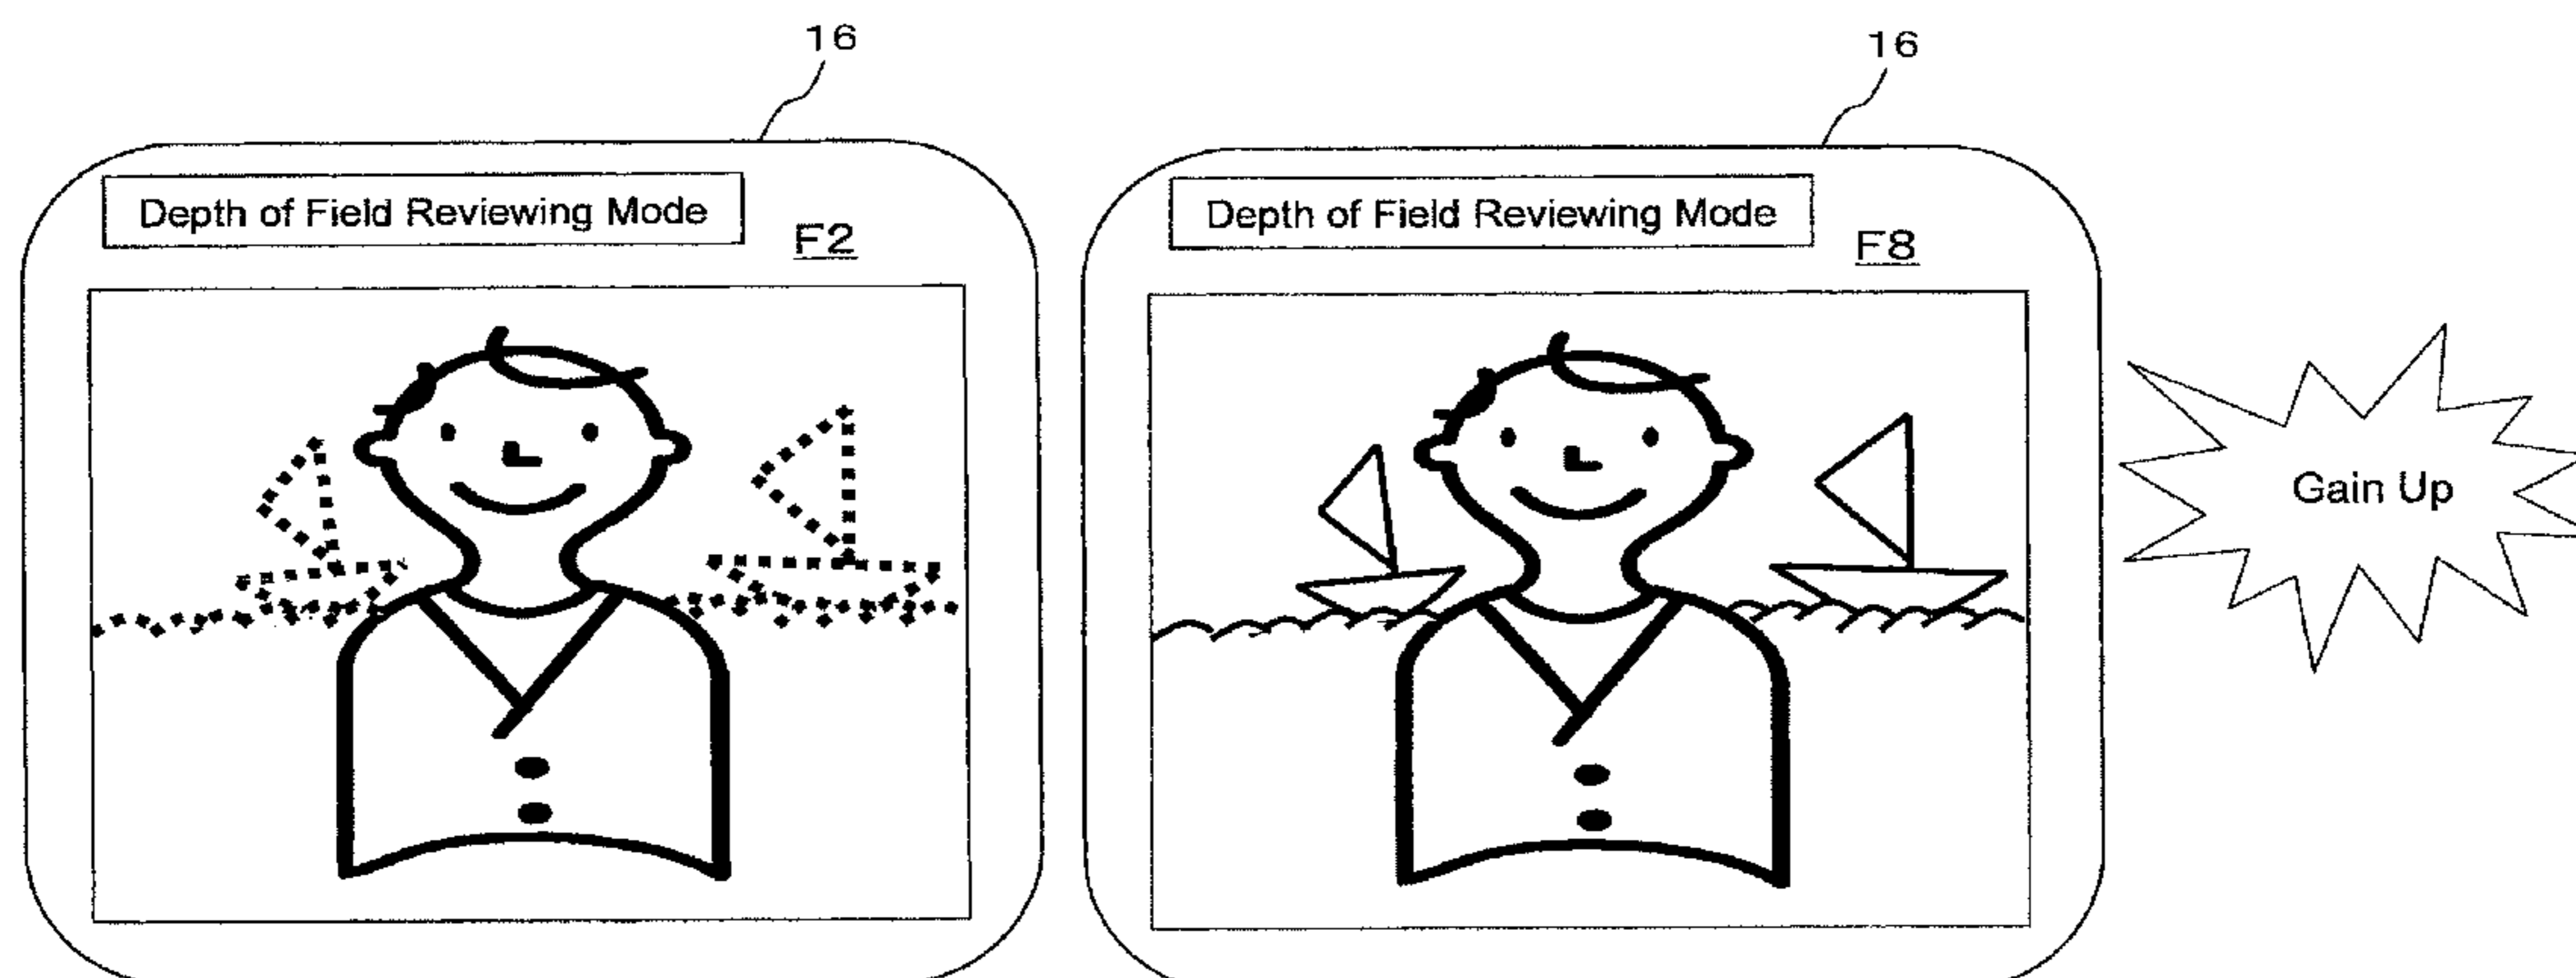 16
16
Depth of Field Reviewing Mode
F2
Depth of Field Reviewing Mode
F8
Gain Up